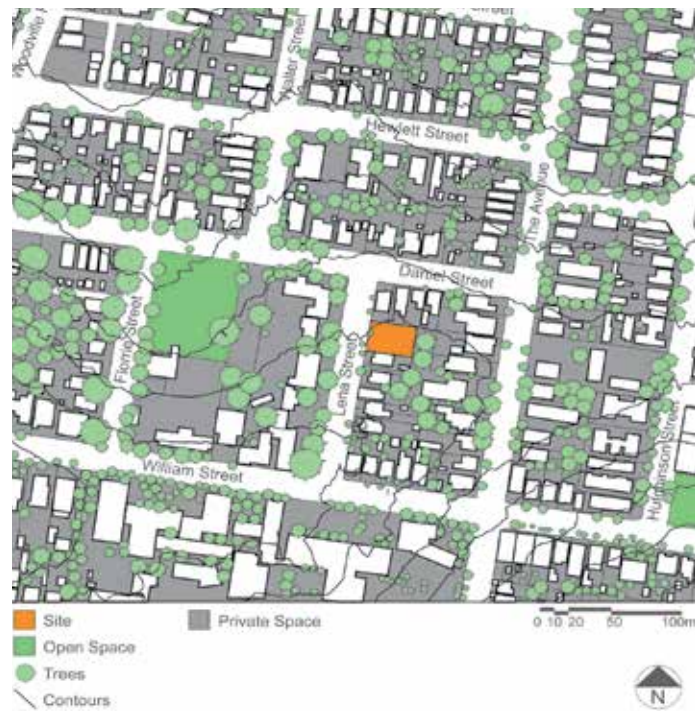 Street
Woodville
Walter Street
Hewlett Street
The Avenue
Daniel Street
Florrie Street
Lena Street
William Street
Hutchinson Street
Site
Private Space
0 10 20 50 100m
Open Space
Trees
Contours
N